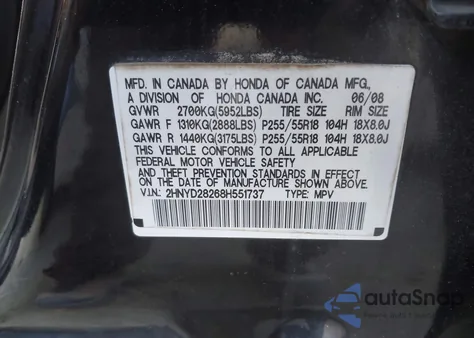 MFD. IN CANADA BY HONDA OF CANADA MFG.,
A DIVISION OF HONDA CANADA INC. 06/08
GVWR 2700KG(5952LBS) TIRE SIZE RIM SIZE
GAWR F 1310KG(2888LBS) P255/55R18 104H 18X8.0J
GAWR R 1440KG(3175LBS) P255/55R18 104H 18X8.0J
THIS VEHICLE CONFORMS TO ALL APPLICABLE
FEDERAL MOTOR VEHICLE SAFETY
AND THEFT PREVENTION STANDARDS IN EFFECT
ON THE DATE OF MANUFACTURE SHOWN ABOVE.
V.I.N: 2HNYD28268H551737 TYPE: MPV
autoSnap